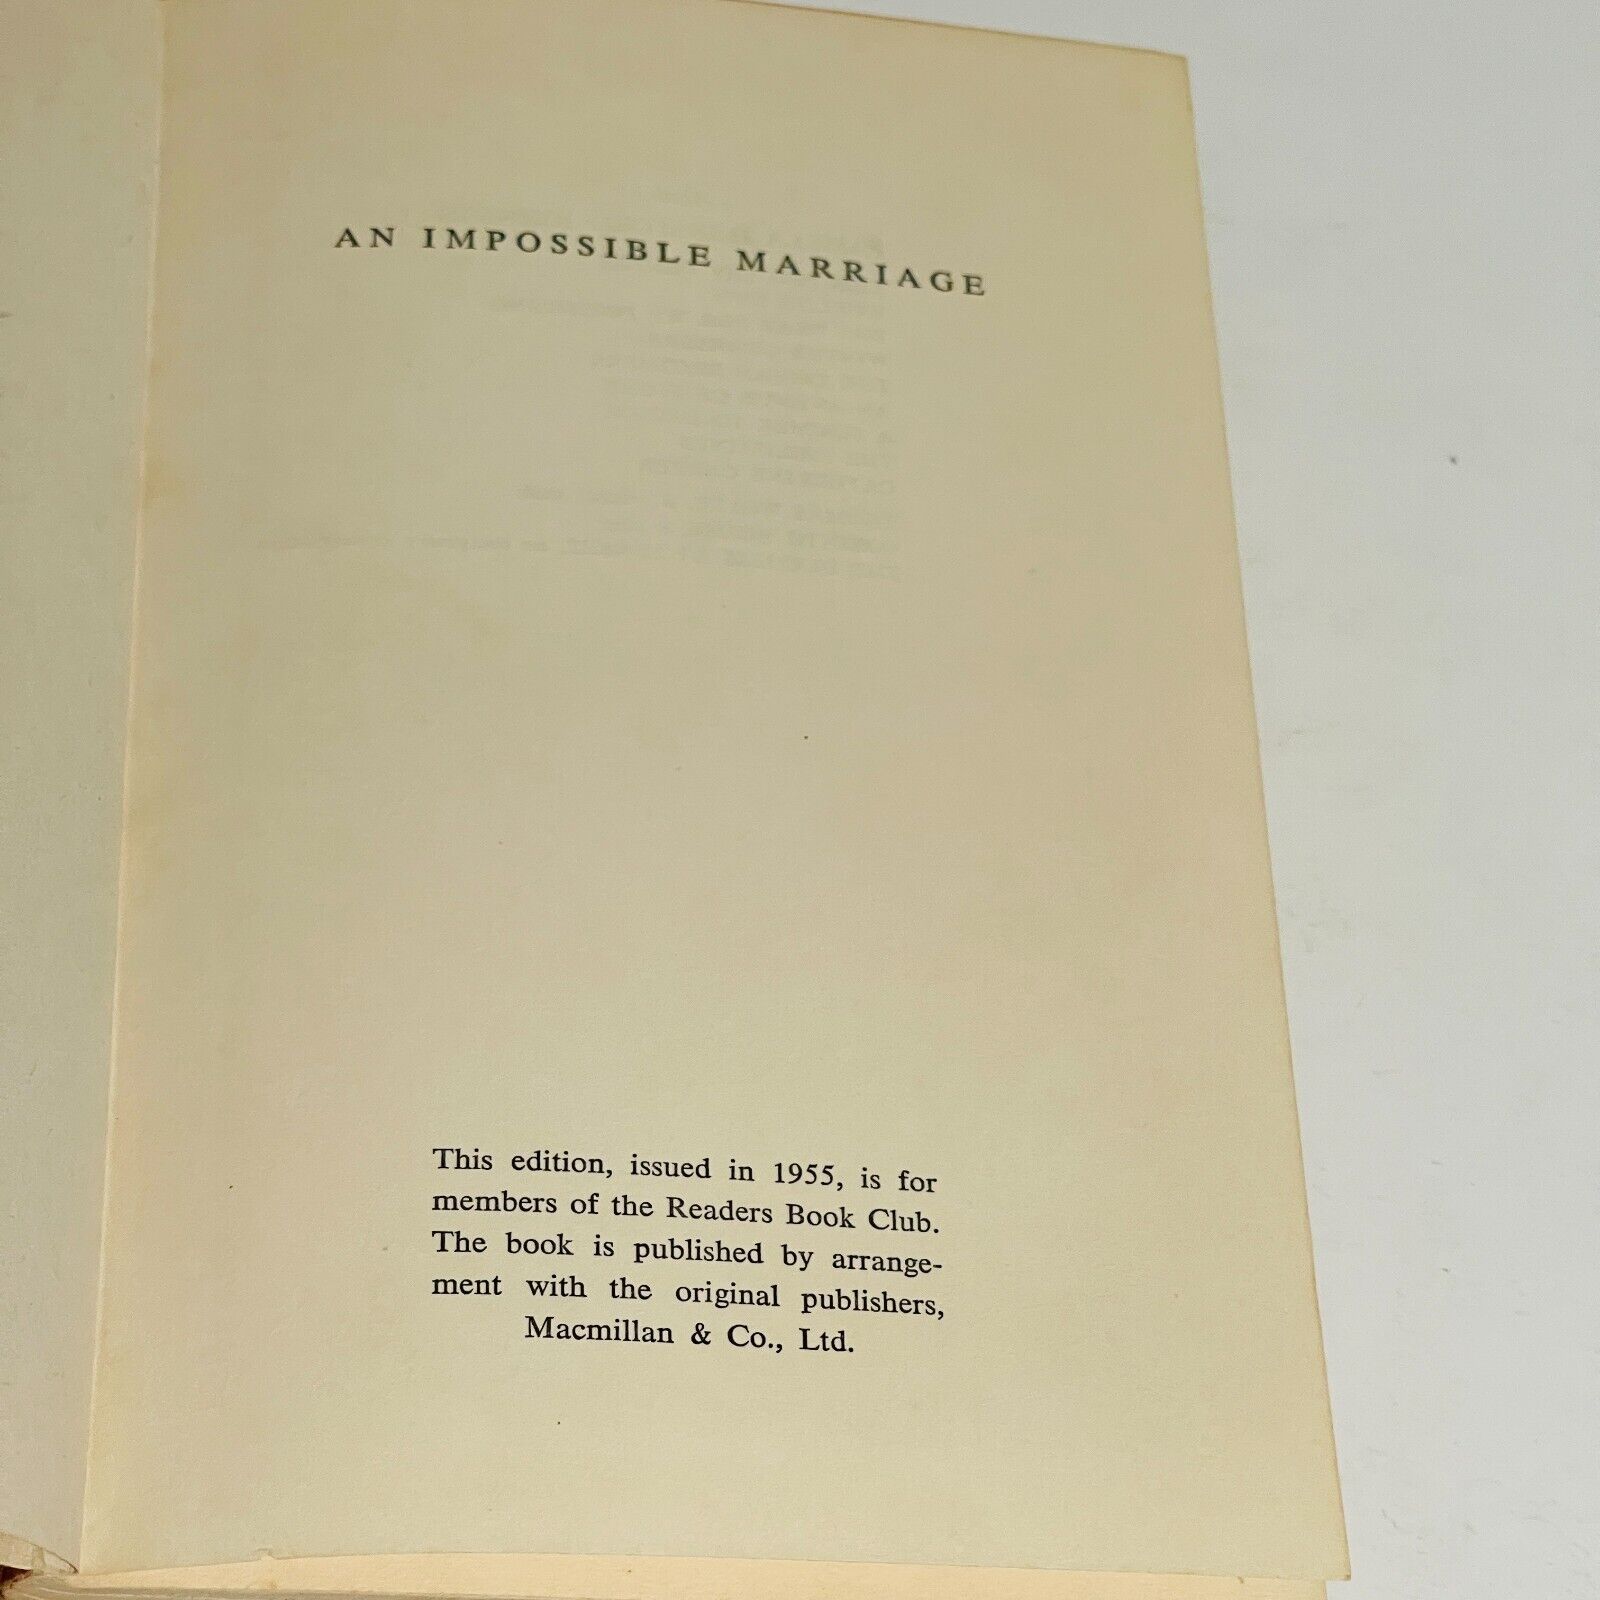 AN IMPOSSIBLE MARRIAGE
This edition, issued in 1955, is for
members of the Readers Book Club.
The book is published by arrange-
ment with the original publishers,
Macmillan & Co., Ltd.